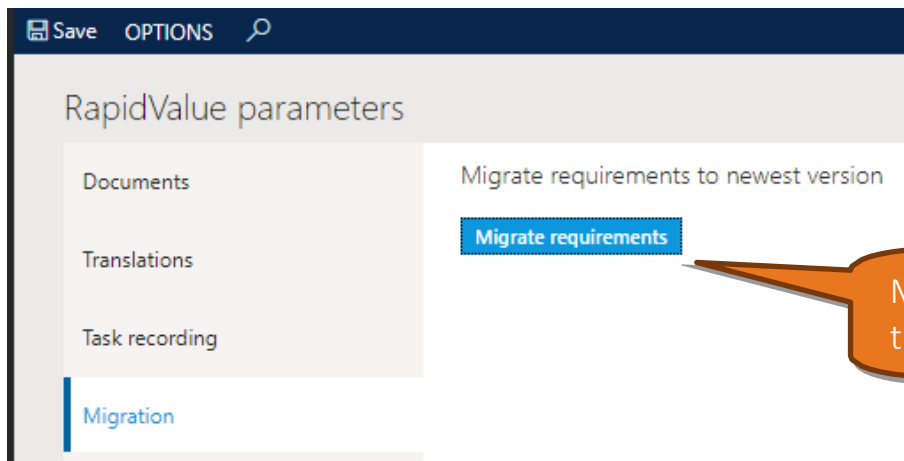 Save OPTIONS
RapidValue parameters
Documents
Translations
Task recording
Migration
Migrate requirements to newest version
Migrate requirements